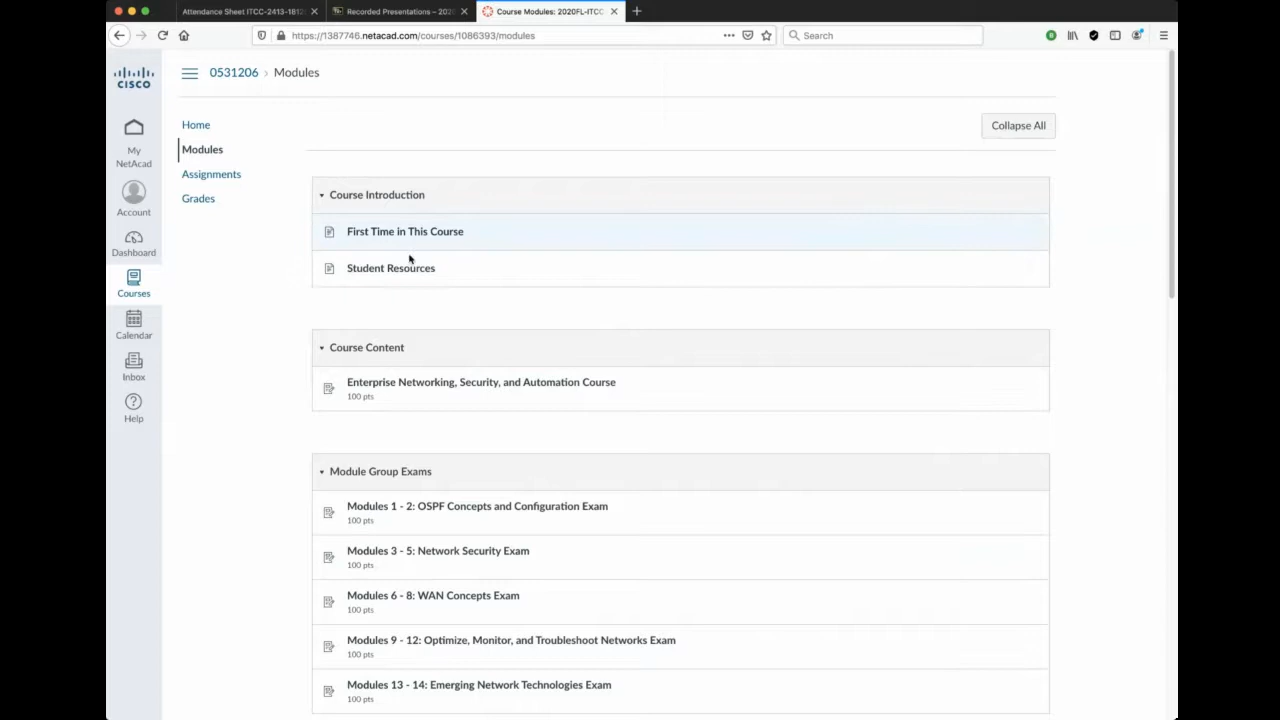 Attendance Sheet ITCC-2413-1812
Recorded Presentations – 202
Course Modules: 2020FL-ITCC
https://1387746.netacad.com/courses/1086393/modules
Search
CISCO
0531206 › Modules
Home
Collapse All
Modules
My
NetAcad
Assignments
Grades
Account
Dashboard
Courses
Calendar
Inbox
Help
Course Introduction
First Time in This Course
Student Resources
Course Content
Enterprise Networking, Security, and Automation Course
100 pts
Module Group Exams
Modules 1 - 2: OSPF Concepts and Configuration Exam
100 pts
Modules 3 - 5: Network Security Exam
100 pts
Modules 6 - 8: WAN Concepts Exam
100 pts
Modules 9 - 12: Optimize, Monitor, and Troubleshoot Networks Exam
100 pts
Modules 13 - 14: Emerging Network Technologies Exam
100 pts